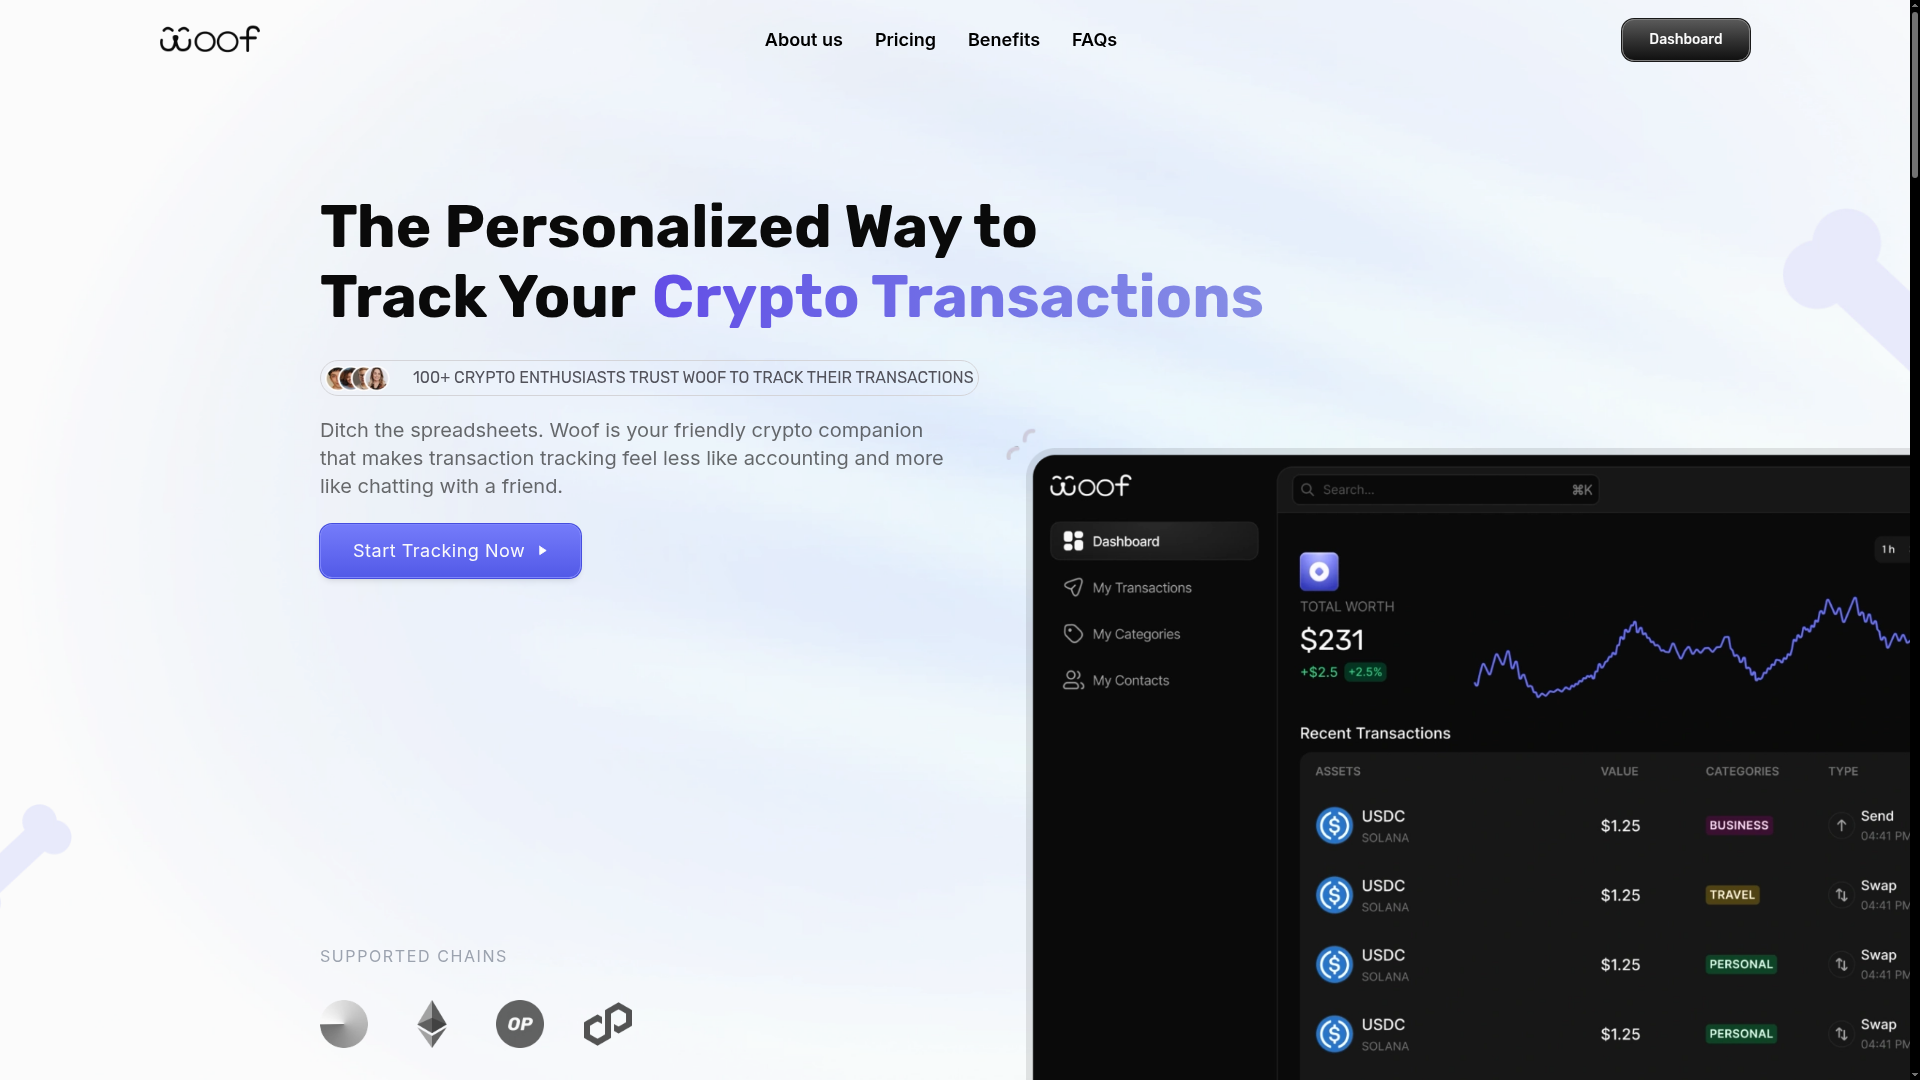 woof
About us
Pricing
Benefits
FAQs
Dashboard
The Personalized Way to
Track Your Crypto Transactions
100+ CRYPTO ENTHUSIASTS TRUST WOOF TO TRACK THEIR TRANSACTIONS
Ditch the spreadsheets. Woof is your friendly crypto companion
that makes transaction tracking feel less like accounting and more
like chatting with a friend.
Start Tracking Now
SUPPORTED CHAINS
OP
woof
Search...
⌘K
Dashboard
My Transactions
My Categories
My Contacts
1h
TOTAL WORTH
$231
+$2.5 +2.5%
Recent Transactions
ASSETS VALUE CATEGORIES TYPE
USDC
SOLANA
$1.25
BUSINESS
Send
04:41 PM
USDC
SOLANA
$1.25
TRAVEL
Swap
04:41 PM
USDC
SOLANA
$1.25
PERSONAL
Swap
04:41 PM
USDC
SOLANA
$1.25
PERSONAL
Swap
04:41 PM